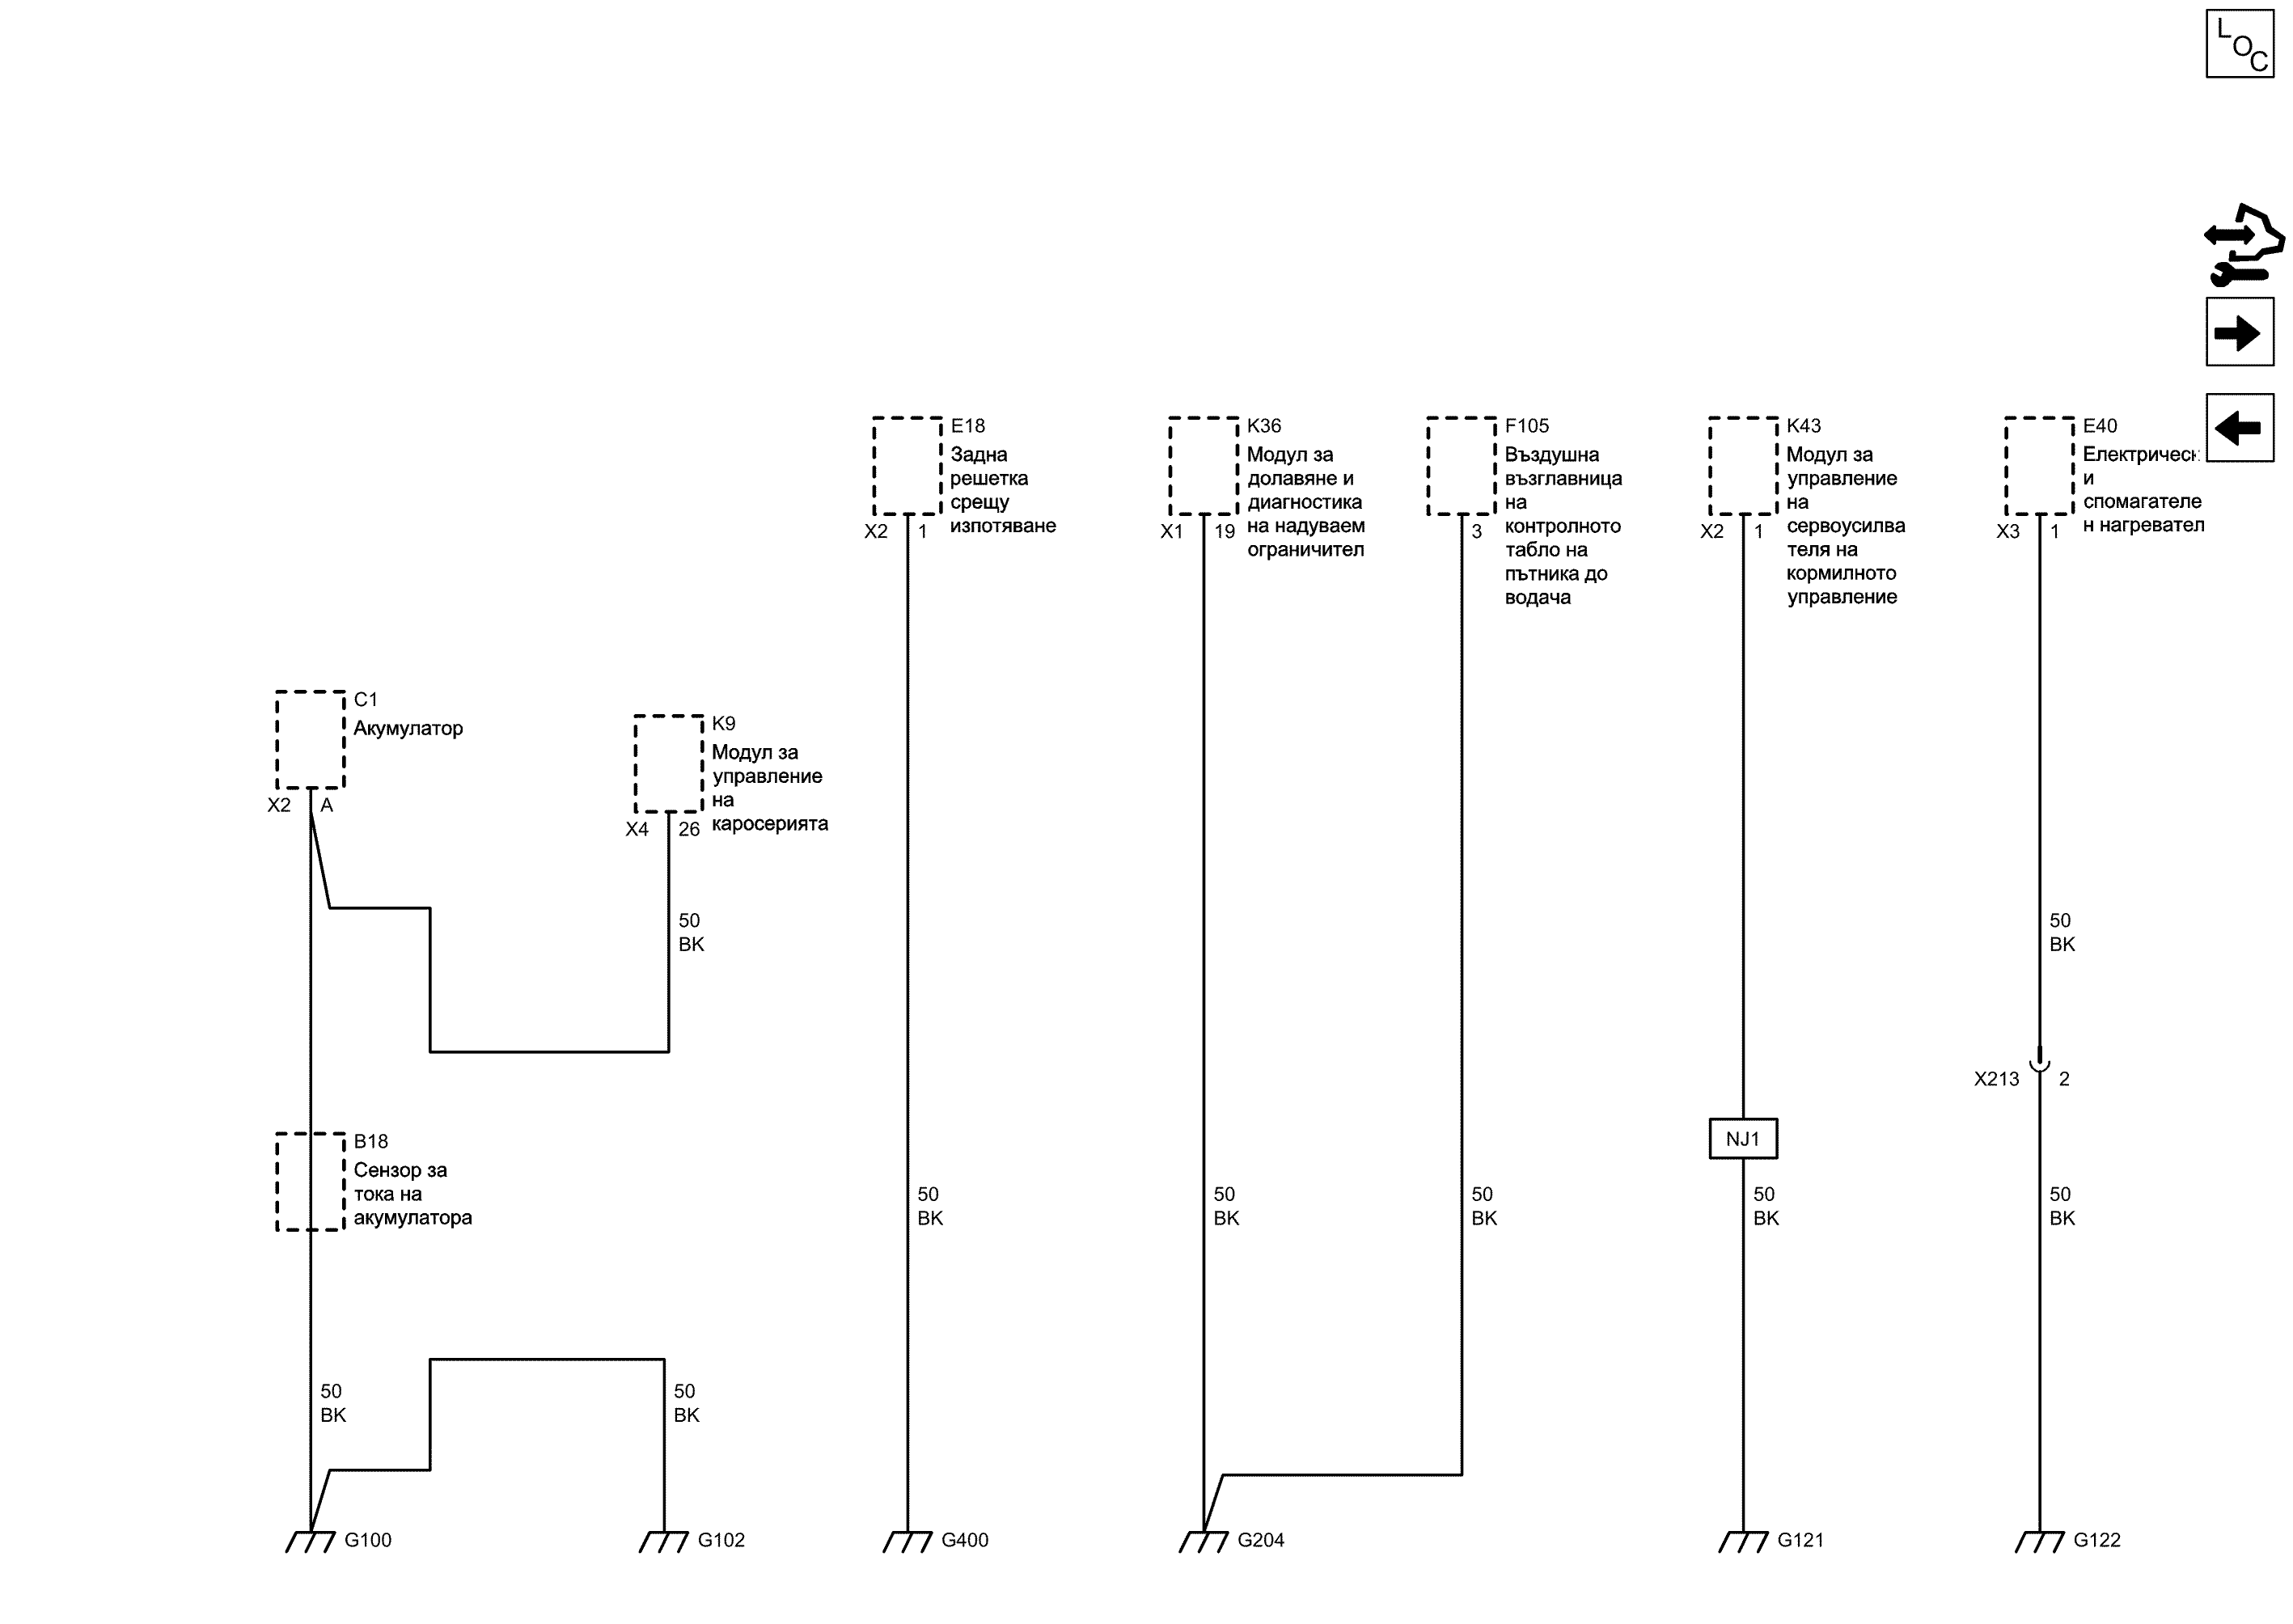 LOC
E18
Задна
решетка
срещу
изпотяване
X2 1
K36
Модул за
долавяне и
диагностика
на надуваем
ограничител
X1 19
F105
Въздушна
възглавница
на
контролното
табло на
пътника до
водача
3
K43
Модул за
управление
на
сервоусилва
теля на
кормилното
управление
X2 1
E40
Електрическ
и
спомагателе
н нагревател
X3 1
C1
Акумулатор
X2 A
K9
Модул за
управление
на
каросерията
X4 26
50
BK
50
BK
X213 2
NJ1
B18
Сензор за
тока на
акумулатора
50
BK
50
BK
50
BK
50
BK
50
BK
50
BK
50
BK
G100
G102
G400
G204
G121
G122